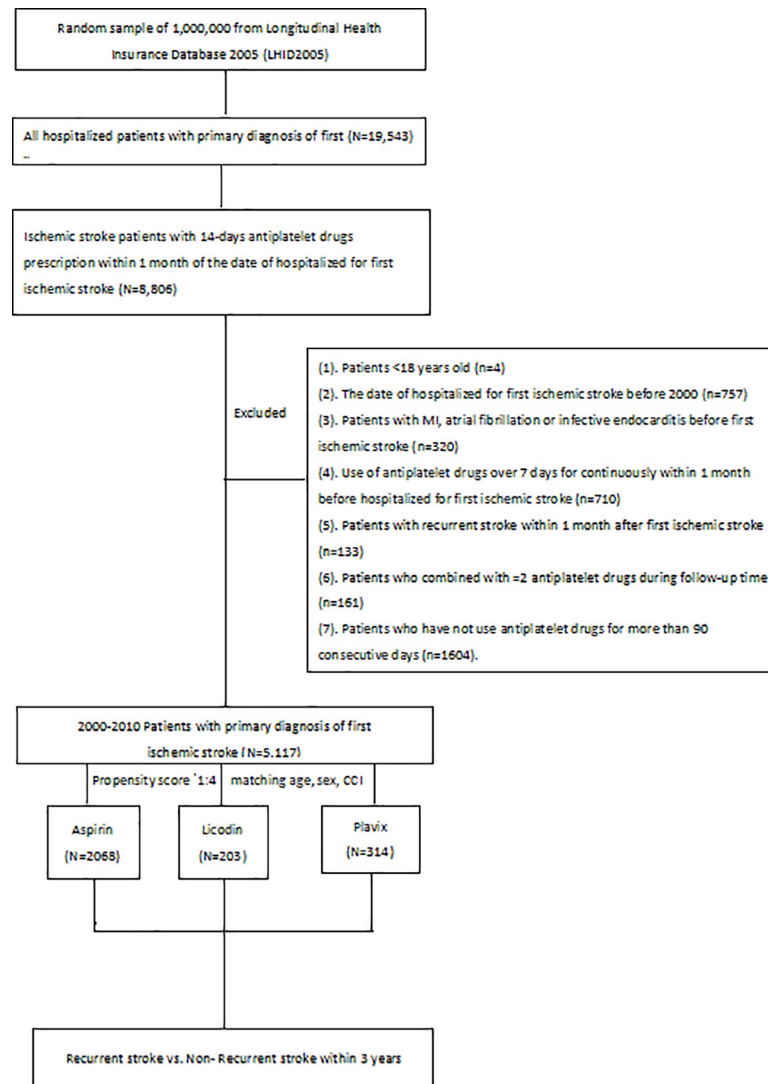 Random sample of 1,000,000 from Longitudinal Health
Insurance Database 2005 (LHID2005)
All hospitalized patients with primary diagnosis of first (N=19,543)
..
Ischemic stroke patients with 14-days antiplatelet drugs
prescription within 1 month of the date of hospitalized for first
ischemic stroke (N=8,806)
Excluded
(1). Patients <18 years old (n=4)
(2). The date of hospitalized for first ischemic stroke before 2000 (n=757)
(3). Patients with MI, atrial fibrillation or infective endocarditis before first
ischemic stroke (n=320)
(4). Use of antiplatelet drugs over 7 days for continuously within 1 month
before hospitalized for first ischemic stroke (n=710)
(5). Patients with recurrent stroke within 1 month after first ischemic stroke
(n=133)
(6). Patients who combined with =2 antiplatelet drugs during follow-up time
(n=161)
(7). Patients who have not use antiplatelet drugs for more than 90
consecutive days (n=1604).
2000-2010 Patients with primary diagnosis of first
ischemic stroke (N=5.117)
Propensity score `1:4 matching age, sex, CCI
Aspirin
(N=2068)
Licodin
(N=203)
Plavix
(N=314)
Recurrent stroke vs. Non- Recurrent stroke within 3 years